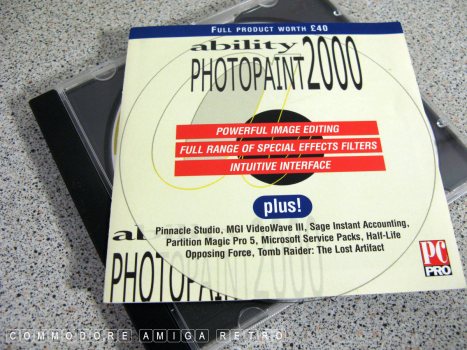 FULL PRODUCT WORTH £40
ability
PHOTOPAINT2000
POWERFUL IMAGE EDITING
FULL RANGE OF SPECIAL EFFECTS FILTERS
INTUITIVE INTERFACE
plus!
Pinnacle Studio, MGI VideoWave III, Sage Instant Accounting,
Partition Magic Pro 5, Microsoft Service Packs, Half-Life
Opposing Force, Tomb Raider: The Lost Artifact
ab
PHOTOPAINT2000
PC
PRO
COMMODORE AMIGA RETRO